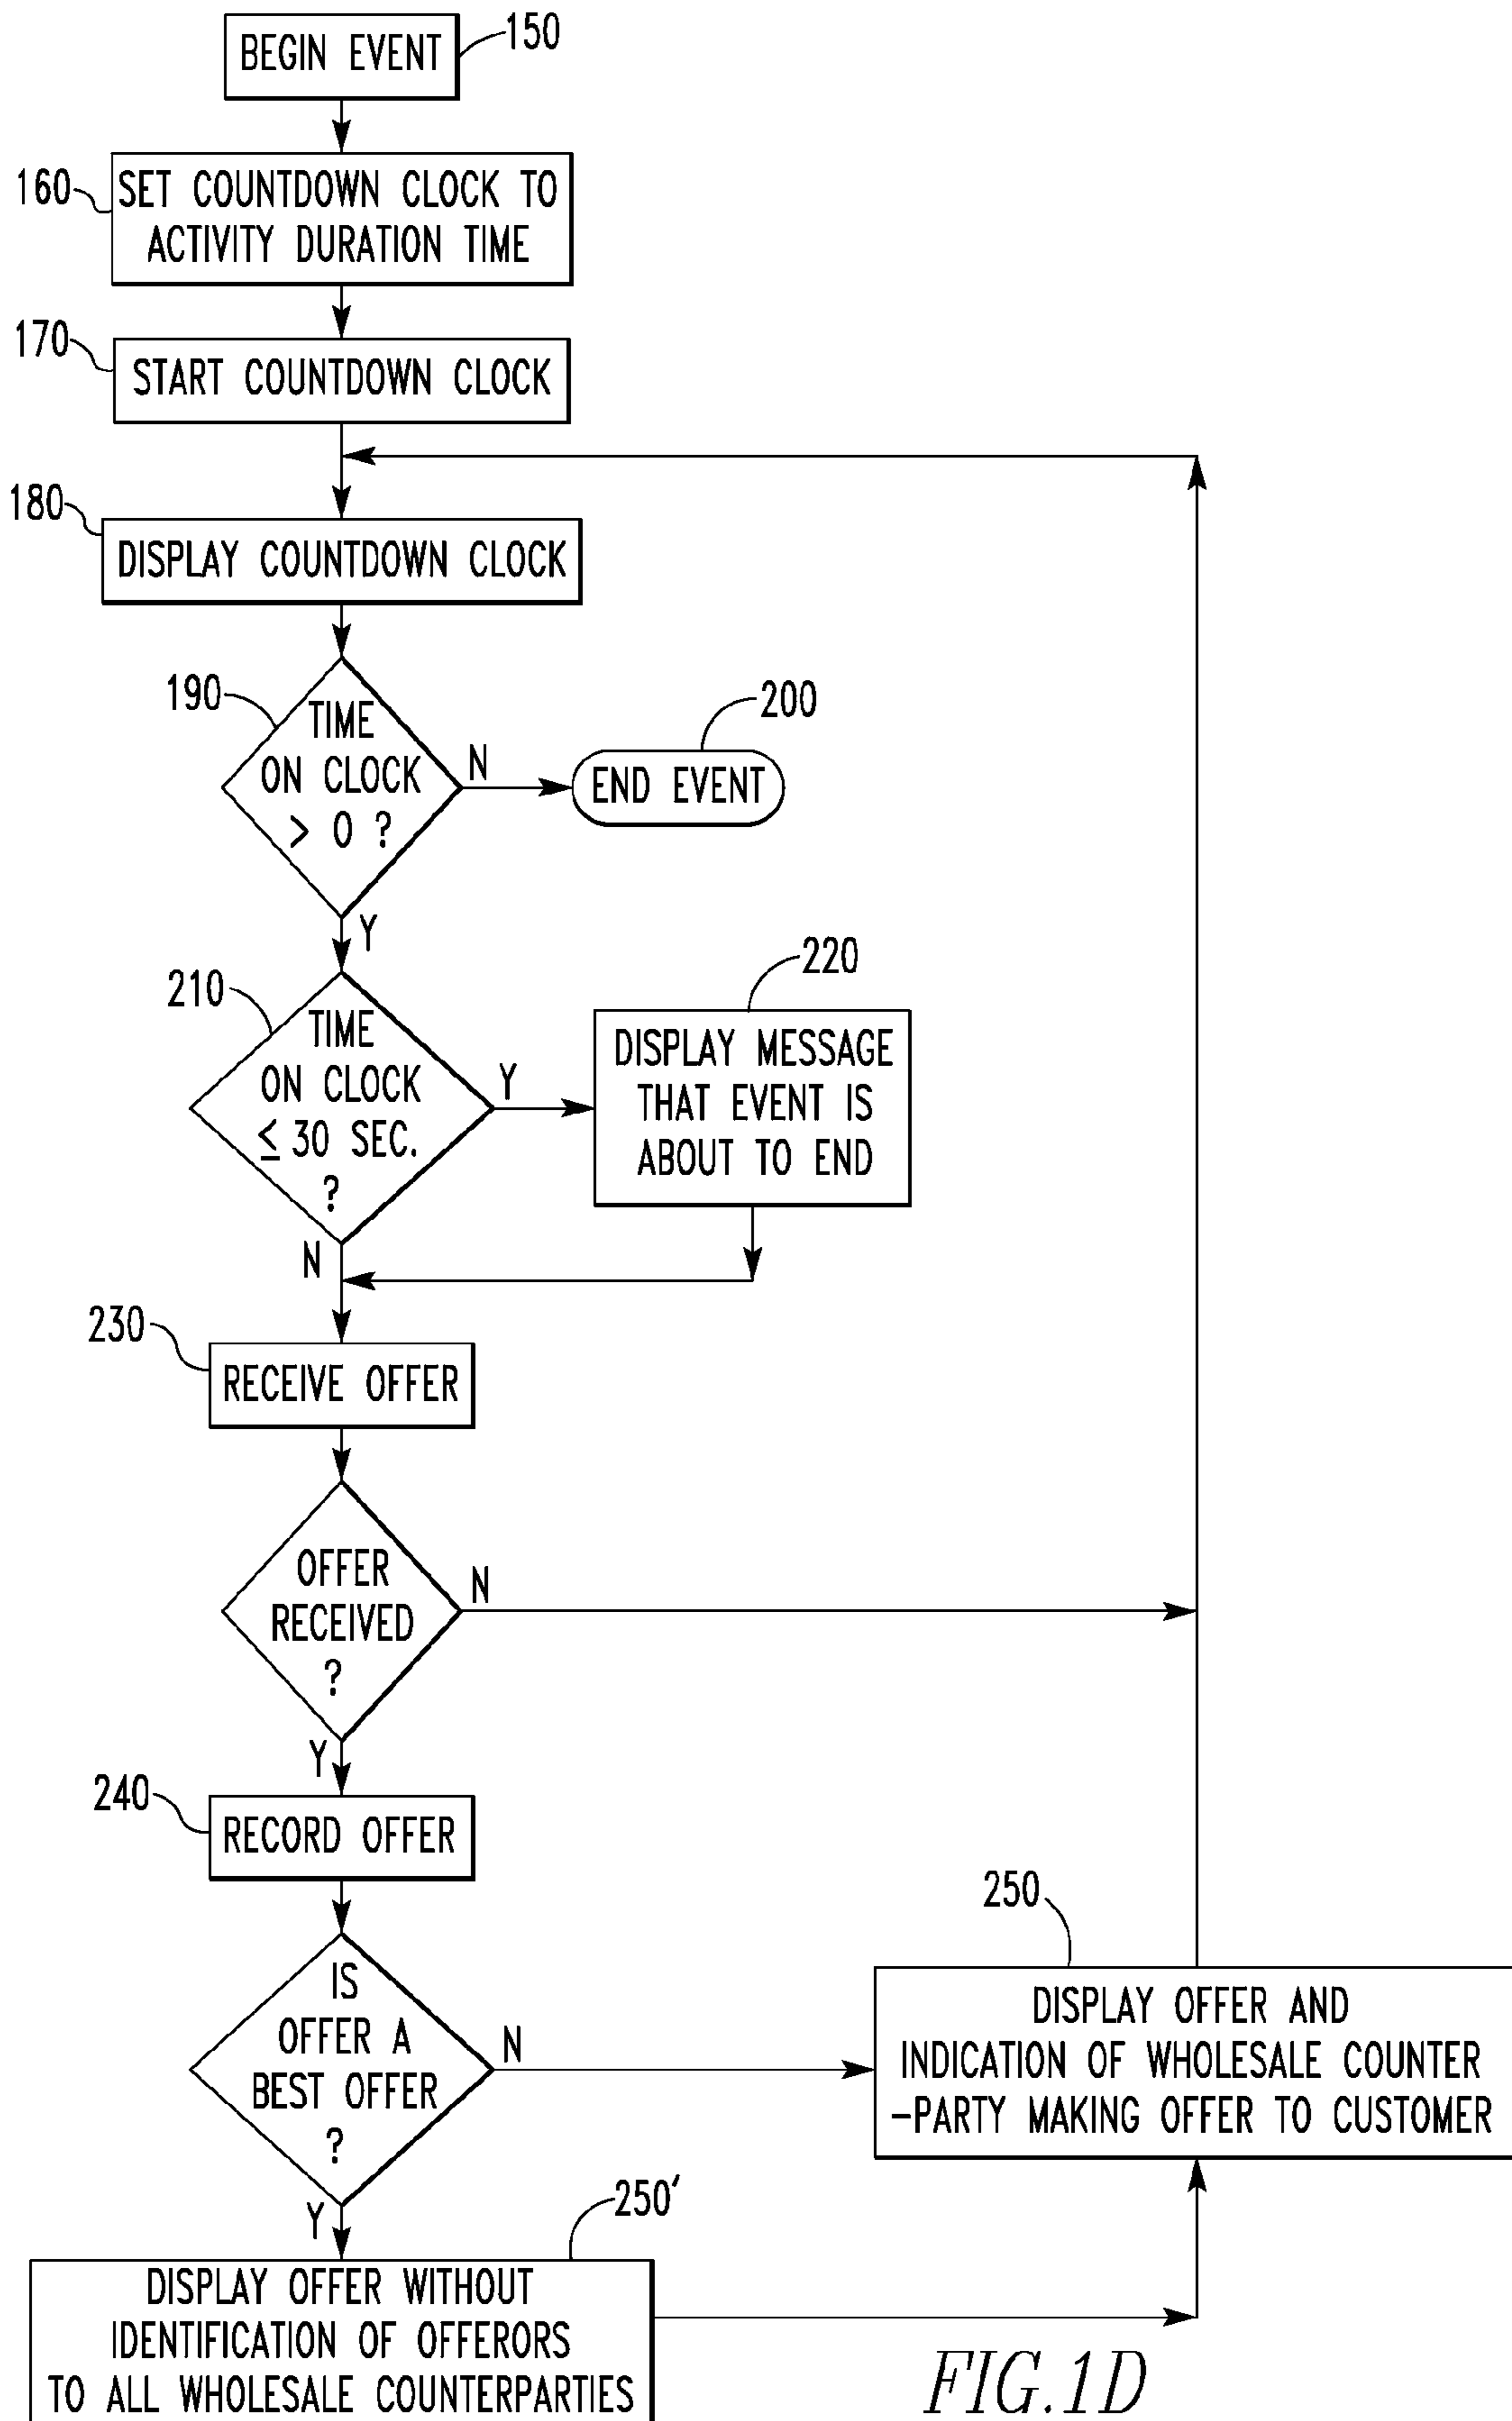 BEGIN EVENT
150
160
SET COUNTDOWN CLOCK TO
ACTIVITY DURATION TIME
170
START COUNTDOWN CLOCK
180
DISPLAY COUNTDOWN CLOCK
190
TIME
ON CLOCK
> 0 ?
N
200
END EVENT
Y
210
TIME
ON CLOCK
≤ 30 SEC.
?
Y
220
DISPLAY MESSAGE
THAT EVENT IS
ABOUT TO END
N
230
RECEIVE OFFER
OFFER
RECEIVED
?
N
Y
240
RECORD OFFER
IS
OFFER A
BEST OFFER
?
N
250
DISPLAY OFFER AND
INDICATION OF WHOLESALE COUNTER
-PARTY MAKING OFFER TO CUSTOMER
Y
250'
DISPLAY OFFER WITHOUT
IDENTIFICATION OF OFFERORS
TO ALL WHOLESALE COUNTERPARTIES
FIG.1D